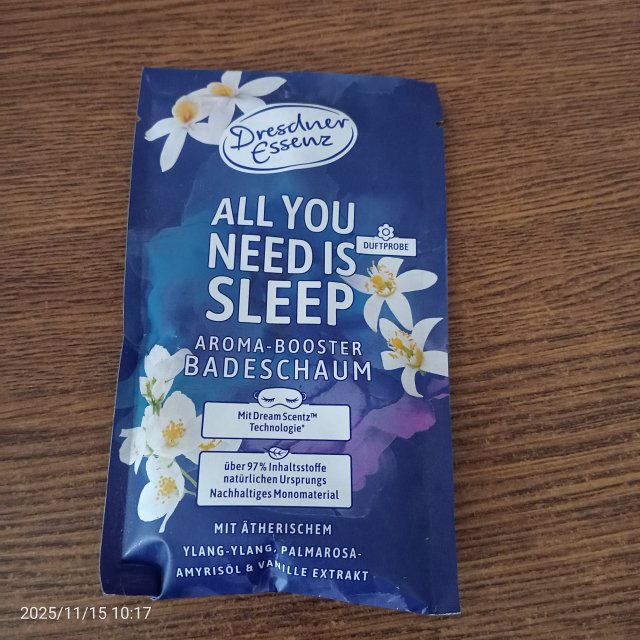 Dresdner
Essenz
ALL YOU
NEED IS
SLEEP
DUFTPROBE
AROMA-BOOSTER
BADESCHAUM
Mit Dream Scentz™
Technologie*
über 97% Inhaltsstoffe
natürlichen Ursprungs
Nachhaltiges Monomaterial
MIT ÄTHERISCHEM
YLANG-YLANG, PALMAROSA-
AMYRISÖL & VANILLE EXTRAKT
2025/11/15 10:17